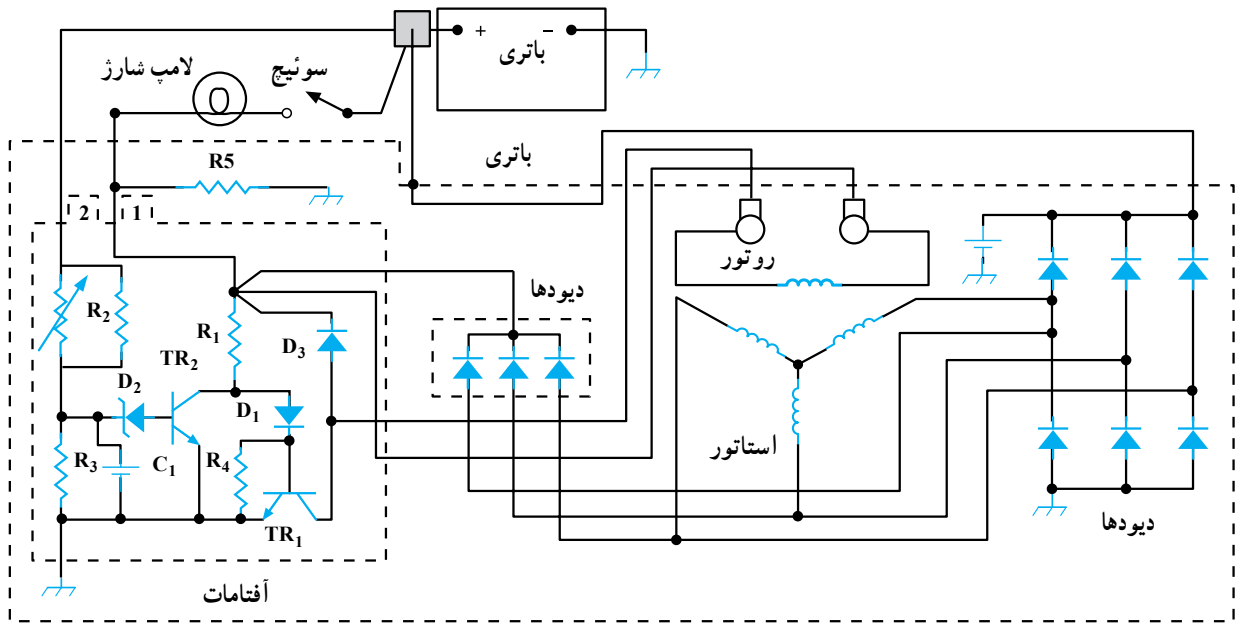 + −
باتری
لامپ شارژ
سوئیچ
باتری
R5
2 1
روتور
دیودها
R2
R1
TR2
D3
D2
D1
استاتور
R3
C1
R4
TR1
دیودها
آفتامات